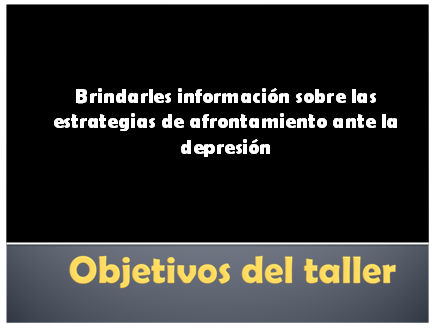 Brindarles información sobre las
estrategias de afrontamiento ante la
depresión
Objetivos del taller